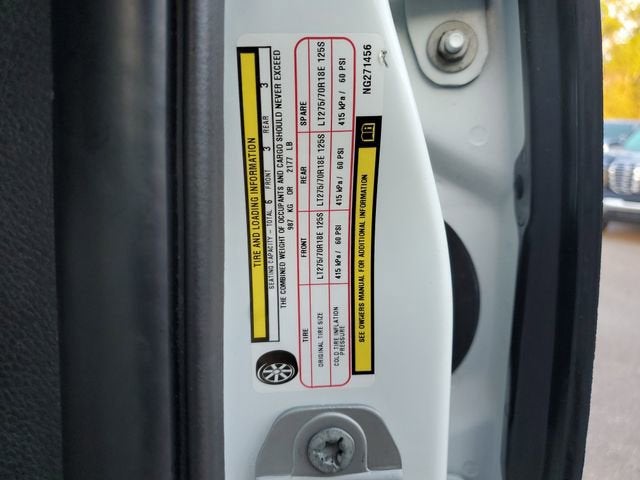 TIRE AND LOADING INFORMATION
SEATING CAPACITY - TOTAL 6 FRONT 3 REAR 3
THE COMBINED WEIGHT OF OCCUPANTS AND CARGO SHOULD NEVER EXCEED
987 KG OR 2177 LB
TIRE FRONT REAR SPARE
ORIGINAL TIRE SIZE LT275/70R18E 125S LT275/70R18E 125S LT275/70R18E 125S
COLD TIRE INFLATION
PRESSURE 415 kPa / 60 PSI 415 kPa / 60 PSI 415 kPa / 60 PSI
SEE OWNERS MANUAL FOR ADDITIONAL INFORMATION
NG271456